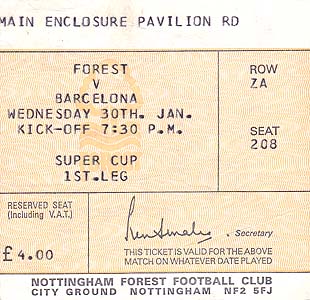 MAIN ENCLOSURE PAVILION RD
FOREST
V
BARCELONA
WEDNESDAY 30TH. JAN.
KICK-OFF 7:30 P.M.
SUPER CUP
1ST.LEG
ROW
ZA
SEAT
208
RESERVED SEAT
(Including V.A.T.)
£ 4.00
Secretary
THIS TICKET IS VALID FOR THE ABOVE
MATCH ON WHATEVER DATE PLAYED
NOTTINGHAM FOREST FOOTBALL CLUB
CITY GROUND NOTTINGHAM NF2 5FJ